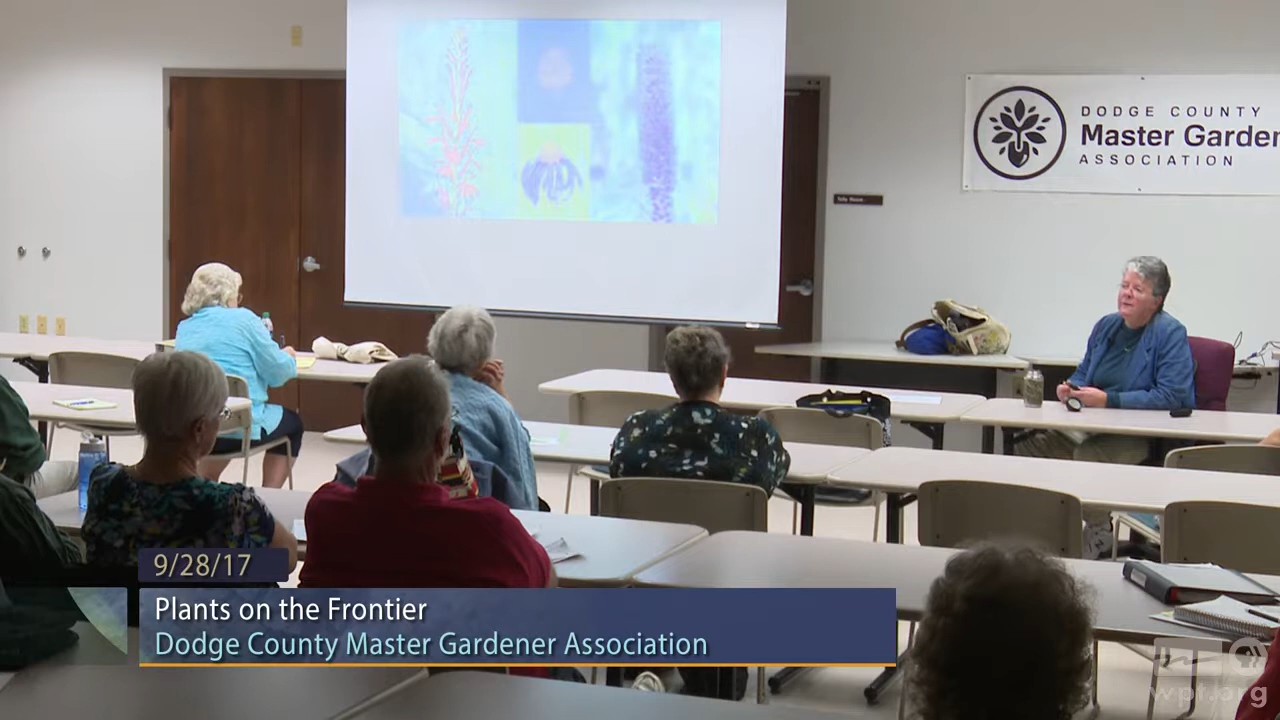 DODGE COUNTY
Master Garden
ASSOCIATION
9/28/17
Plants on the Frontier
Dodge County Master Gardener Association
wpt.org